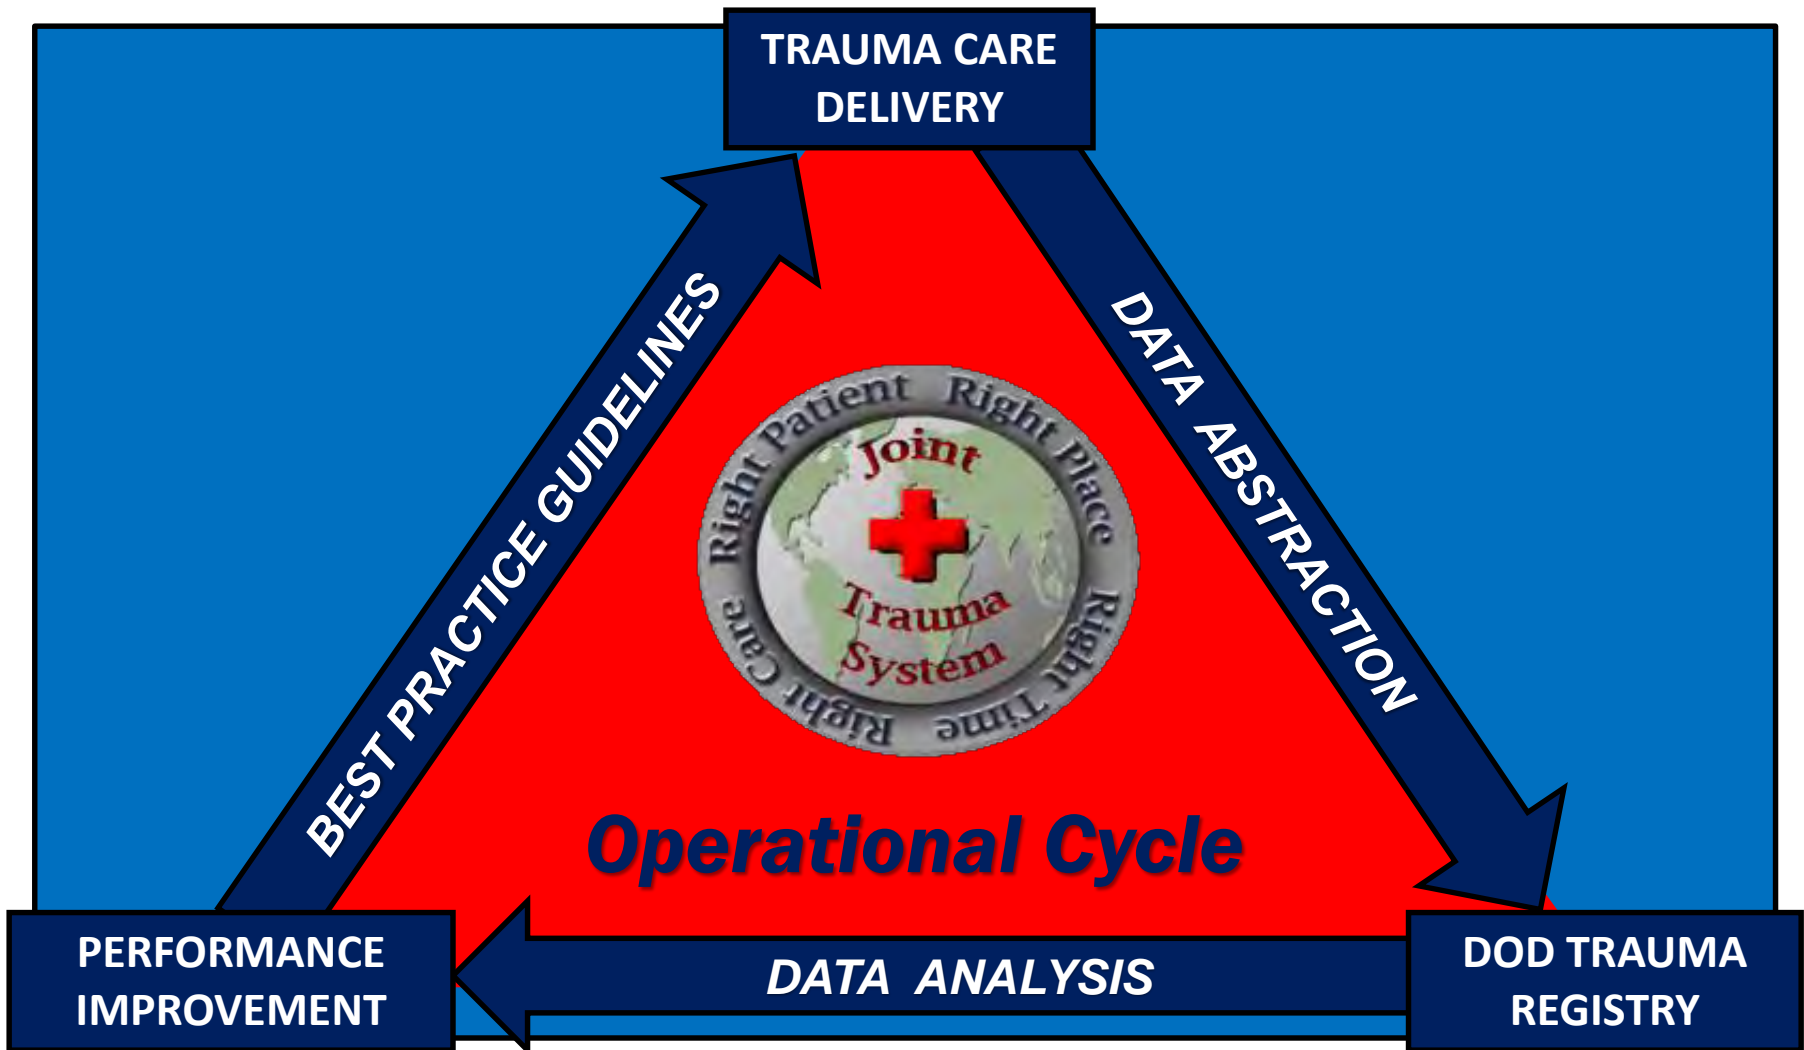 TRAUMA CARE
DELIVERY
BEST PRACTICE GUIDELINES
DATA ABSTRACTION
Right Patient Right Place
Right Time Right Care
Joint
Trauma
System
Operational Cycle
PERFORMANCE
IMPROVEMENT
DATA ANALYSIS
DOD TRAUMA
REGISTRY